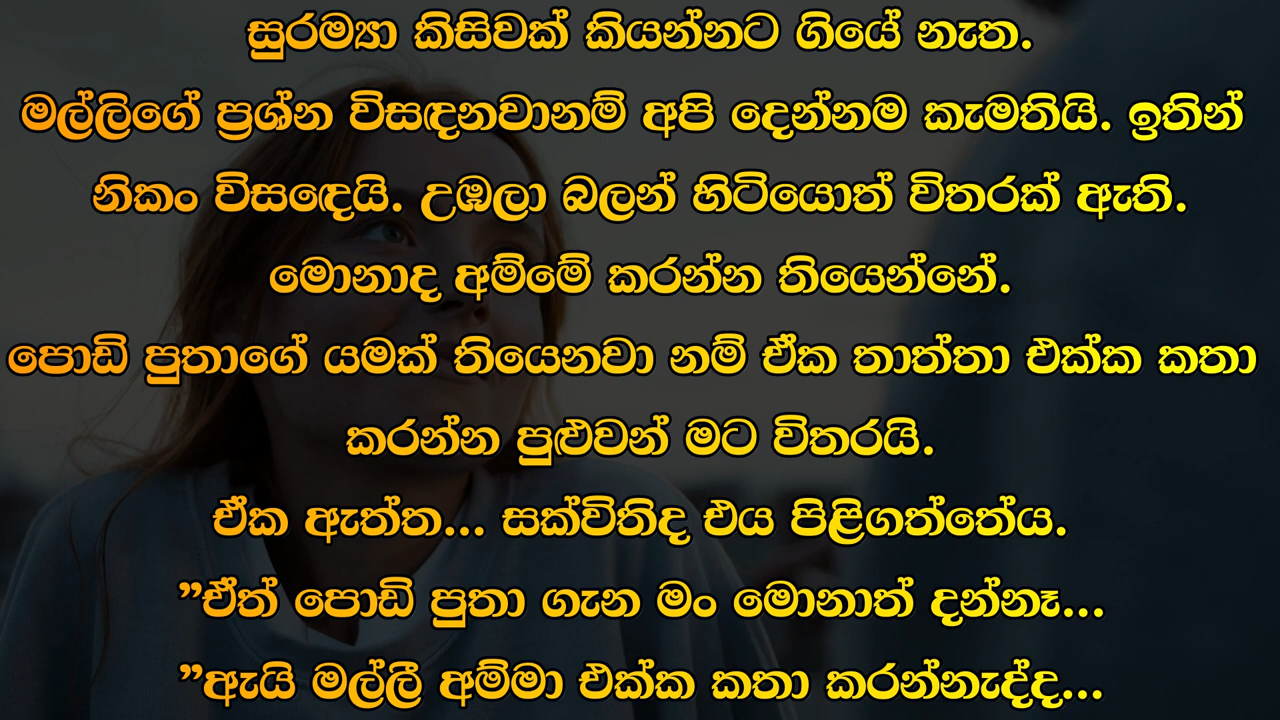 සුරම්‍යා කිසිවක් කියන්නට ගියේ නැත.
මල්ලිගේ ප්‍රශ්න විසඳනවානම් අපි දෙන්නම කැමතියි. ඉතින්
නිකං විසඳෙයි. උඹලා බලන් හිටියොත් විතරක් ඇති.
මොනාද අම්මේ කරන්න තියෙන්නේ.
පොඩි පුතාගේ යමක් තියෙනවා නම් ඒක තාත්තා එක්ක කතා
කරන්න පුළුවන් මට විතරයි.
ඒක ඇත්ත... සක්විතිද එය පිළිගත්තේය.
”ඒත් පොඩි පුතා ගැන මං මොනාත් දන්නෑ...
”ඇයි මල්ලී අම්මා එක්ක කතා කරන්නැද්ද...